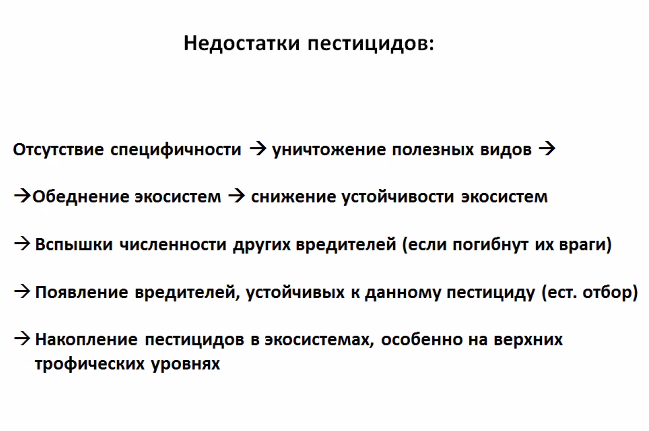 Недостатки пестицидов:
Отсутствие специфичности → уничтожение полезных видов →
→Обеднение экосистем → снижение устойчивости экосистем
→ Вспышки численности других вредителей (если погибнут их враги)
→ Появление вредителей, устойчивых к данному пестициду (ест. отбор)
→ Накопление пестицидов в экосистемах, особенно на верхних
трофических уровнях